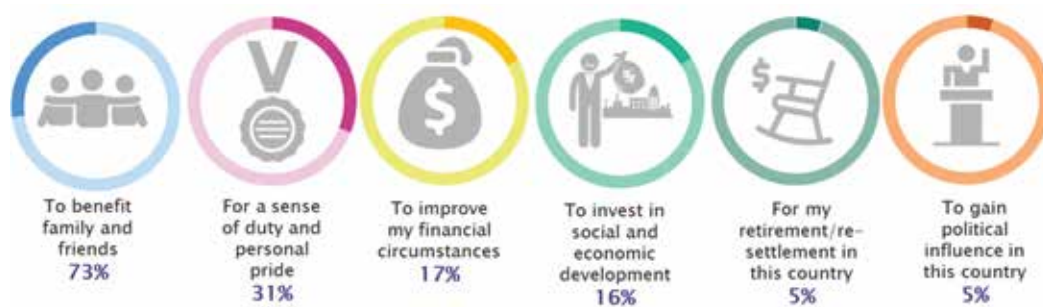 To benefit
family and
friends
73%
For a sense
of duty and
personal
pride
31%
$
To improve
my financial
circumstances
17%
To invest in
social and
economic
development
16%
$
For my
retirement/re-
settlement in
this country
5%
To gain
political
influence in
this country
5%